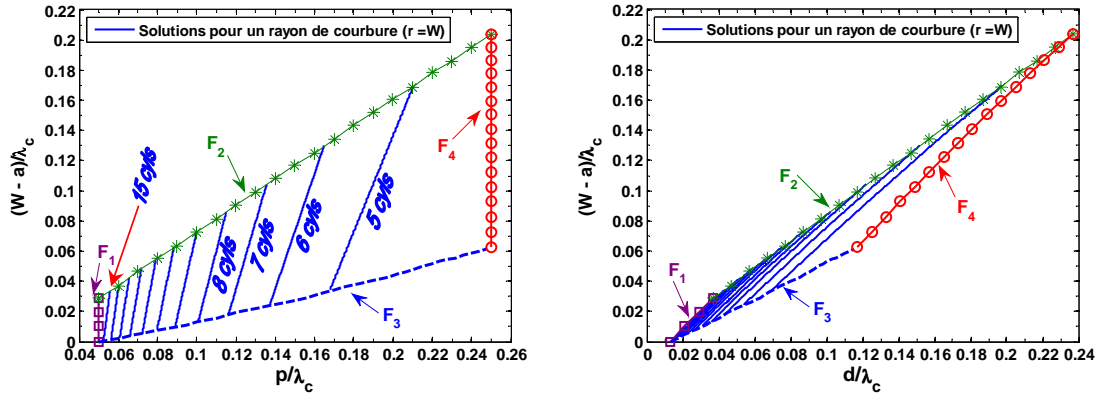 Solutions pour un rayon de courbure (r =W)
(W - a)/λc
0.22
0.2
0.18
0.16
0.14
0.12
0.1
0.08
0.06
0.04
0.02
0
F1
15 cyls
F2
8 cyls
7 cyls
6 cyls
5 cyls
F3
F4
0.04 0.06 0.08 0.1 0.12 0.14 0.16 0.18 0.2 0.22 0.24 0.26
p/λc
Solutions pour un rayon de courbure (r =W)
(W - a)/λc
0.22
0.2
0.18
0.16
0.14
0.12
0.1
0.08
0.06
0.04
0.02
0
F1
F2
F3
F4
0 0.02 0.04 0.06 0.08 0.1 0.12 0.14 0.16 0.18 0.2 0.22 0.24
d/λc